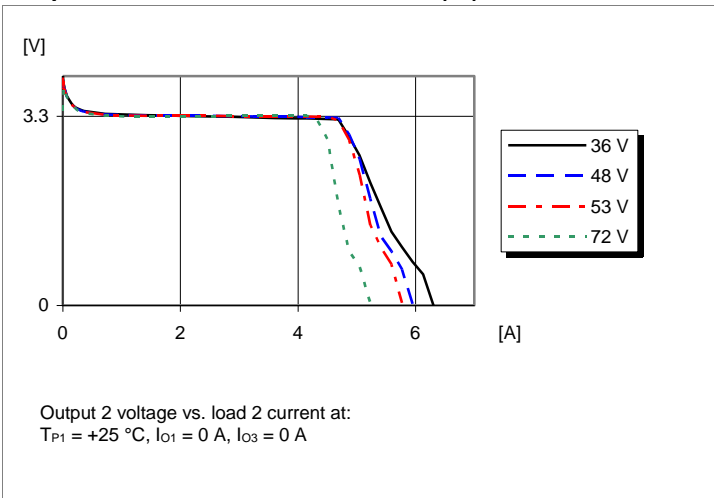 [V]
3.3
0
0 2 4 6 [A]
36 V
48 V
53 V
72 V
Output 2 voltage vs. load 2 current at:
TP1 = +25 °C, IO1 = 0 A, IO3 = 0 A